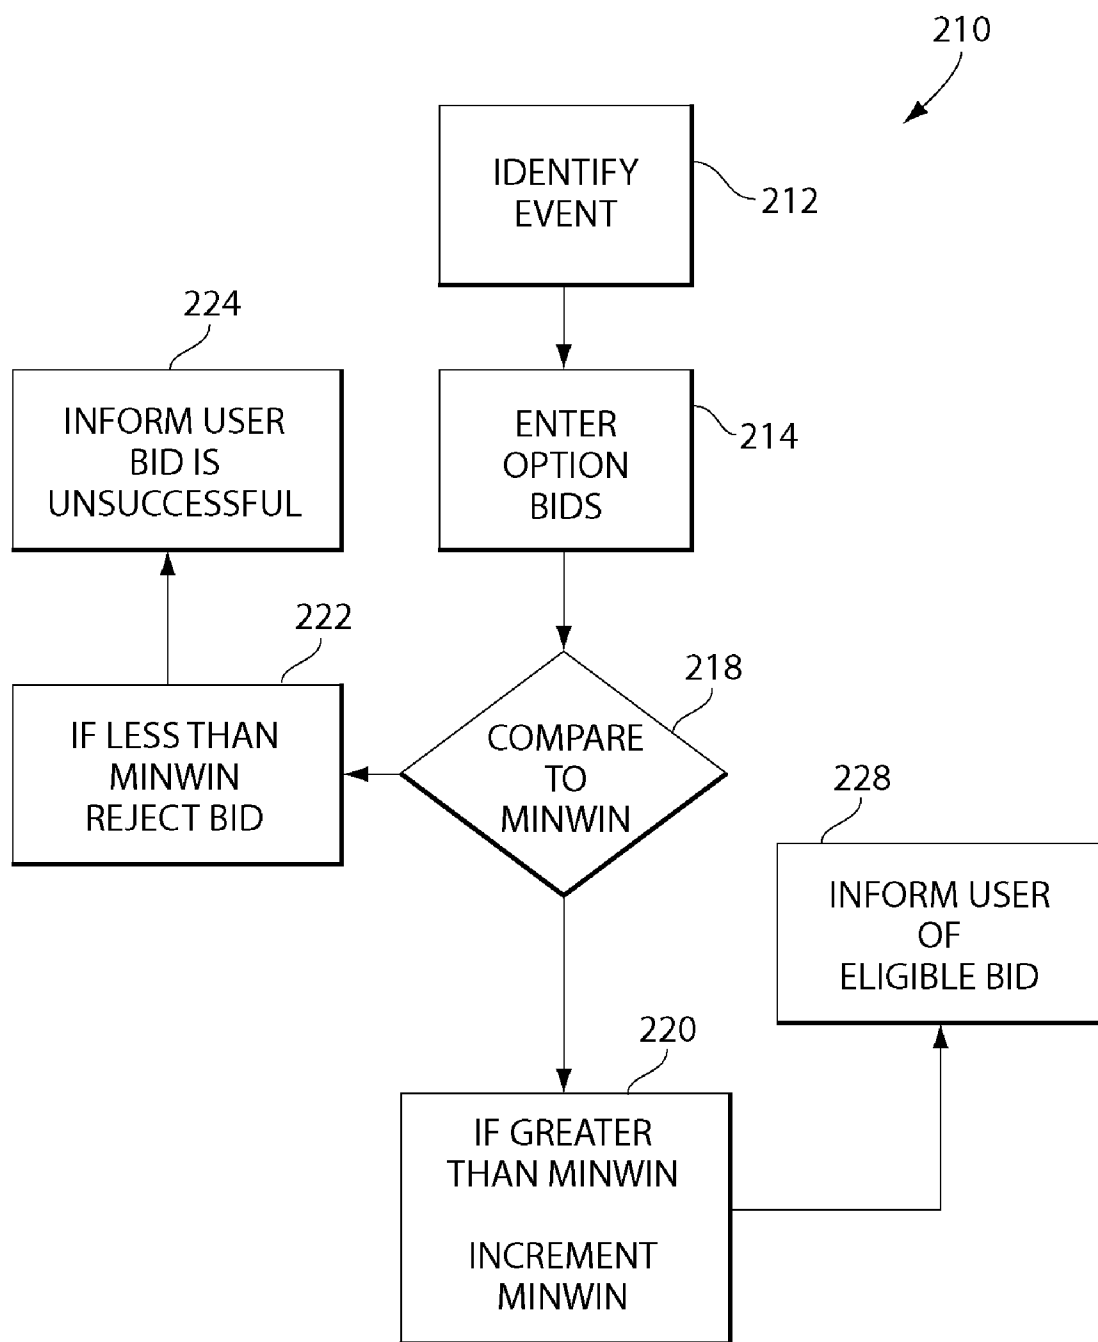 210
IDENTIFY
EVENT
212
224
INFORM USER
BID IS
UNSUCCESSFUL
ENTER
OPTION
BIDS
214
222
IF LESS THAN
MINWIN
REJECT BID
218
COMPARE
TO
MINWIN
228
INFORM USER
OF
ELIGIBLE BID
220
IF GREATER
THAN MINWIN
INCREMENT
MINWIN